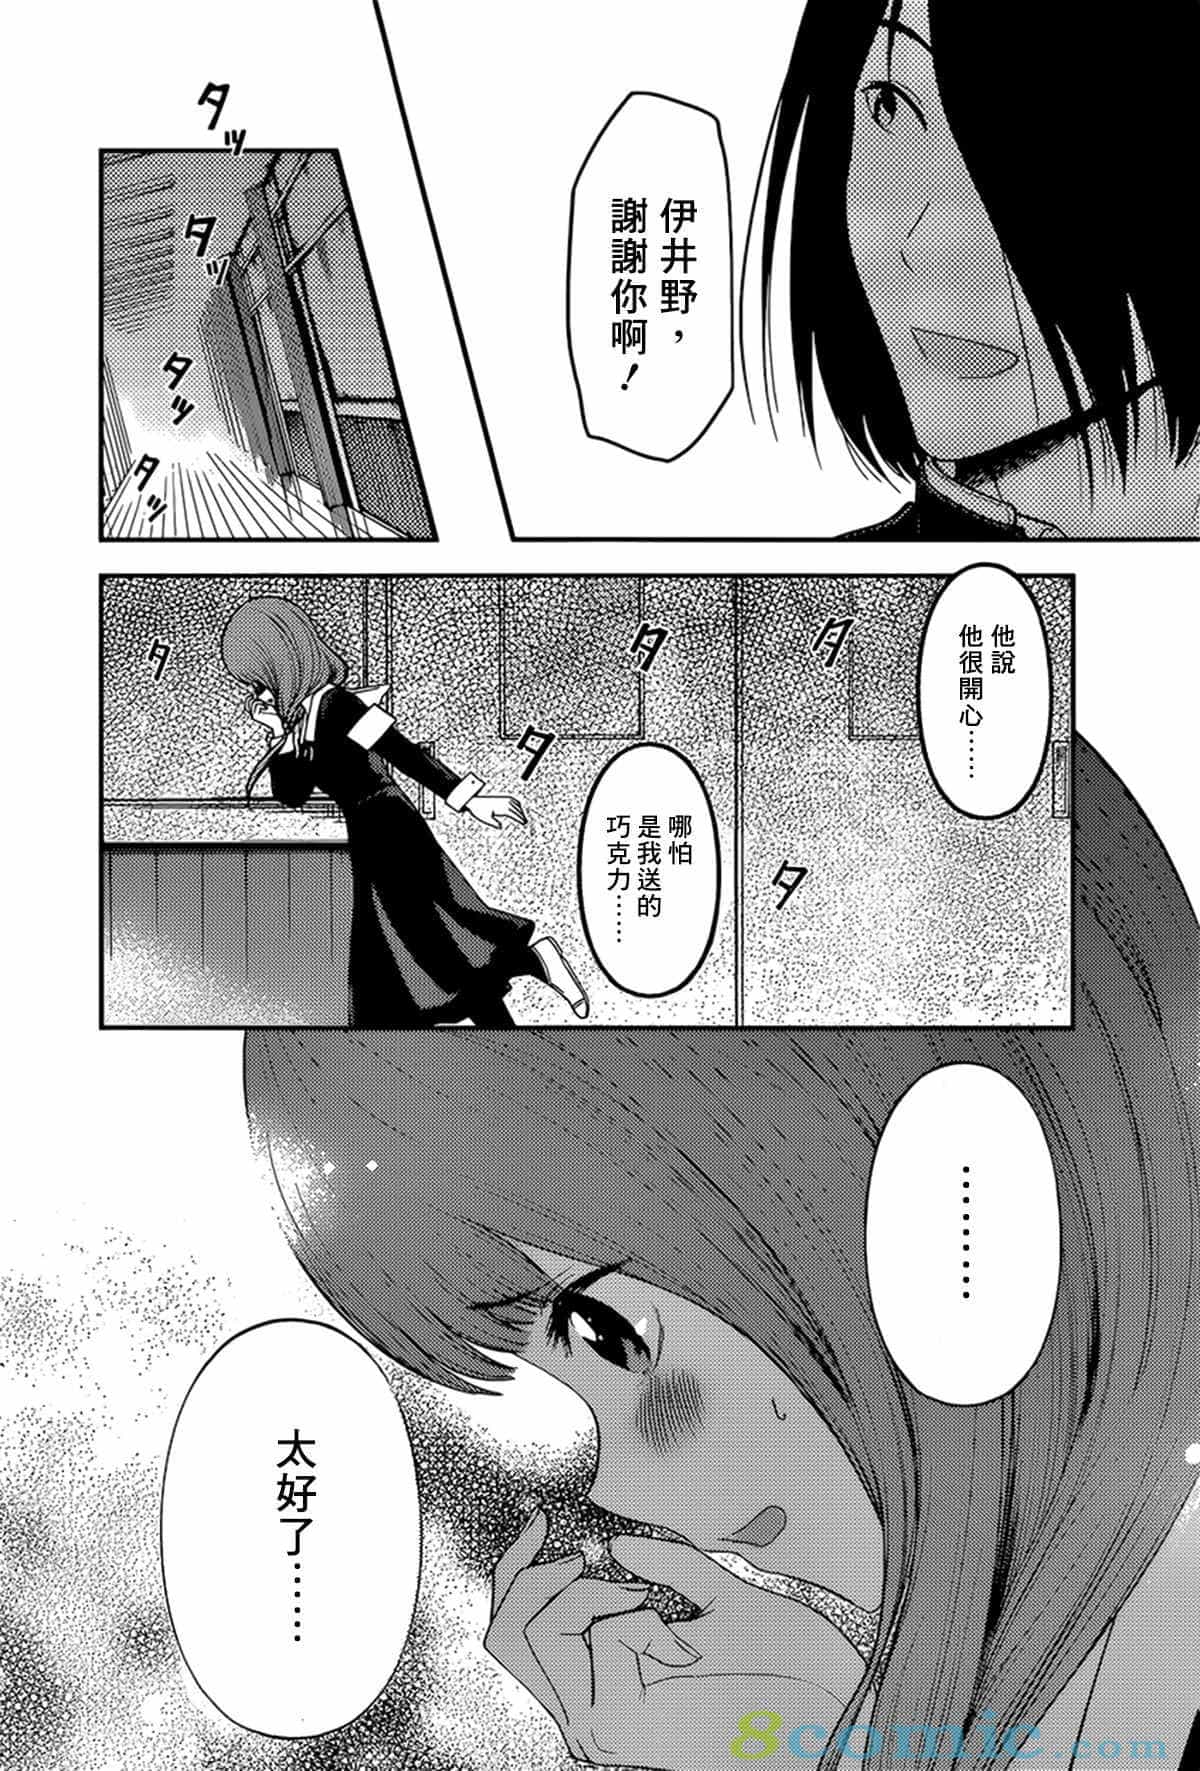 伊井野，
謝謝你啊！
タッ
タッ
タッ
タッ
他說
他很開心……
タ
タ
タ
タ
タ
哪怕
是我送的
巧克力……
………
太好了……
8comic.com